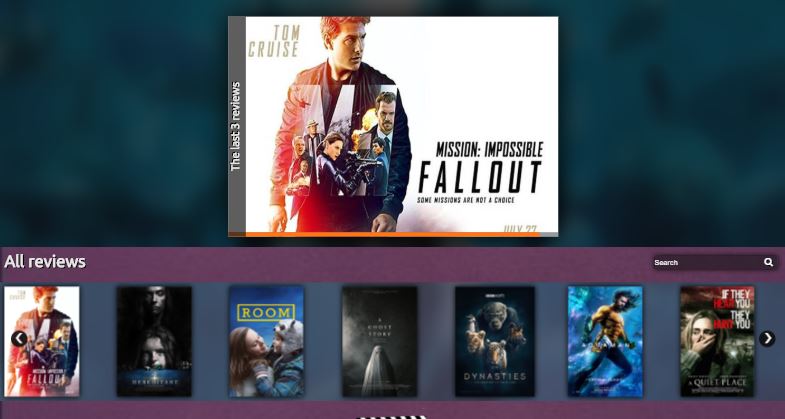 TOM
CRUISE
The last 3 reviews
MISSION: IMPOSSIBLE
FALLOUT
SOME MISSIONS ARE NOT A CHOICE
JULY 27
All reviews
Search
FALLOUT
HEREDITARY
ROOM
A
GHOST
STORY
DYNASTIES
IF THEY
HEAR YOU
THEY
HUNT YOU
A QUIET PLACE